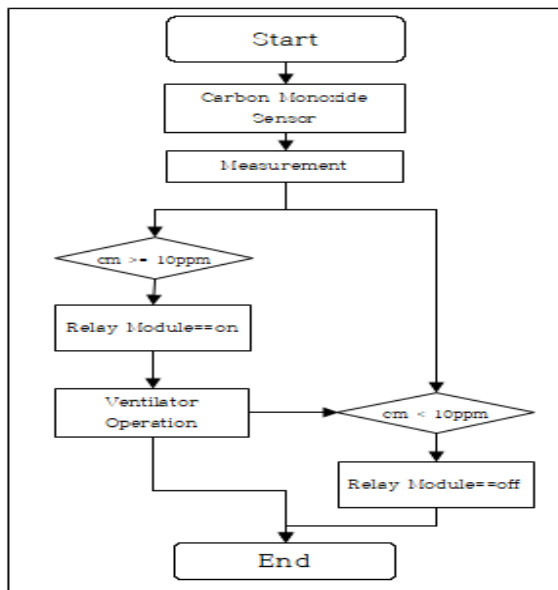 Start
Carbon Monoxide
Sensor
Measurement
cm >= 10ppm
Relay Module==on
Ventilator
Operation
cm < 10ppm
Relay Module==off
End